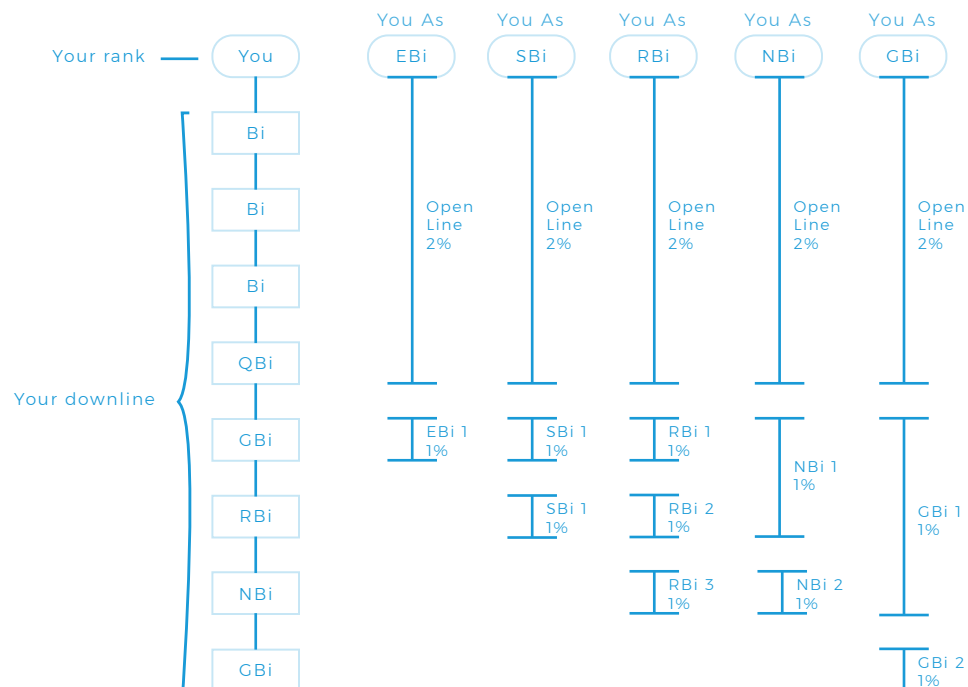 You As
You As
You As
You As
You As
Your rank
You
EBi
SBi
RBi
NBi
GBi
Bi
Bi
Open
Line
2%
Open
Line
2%
Open
Line
2%
Open
Line
2%
Open
Line
2%
Bi
QBi
Your downline
GBi
EBi 1
1%
SBi 1
1%
RBi 1
1%
NBi 1
1%
RBi
SBi 1
1%
RBi 2
1%
GBi 1
1%
NBi
RBi 3
1%
NBi 2
1%
GBi
GBi 2
1%